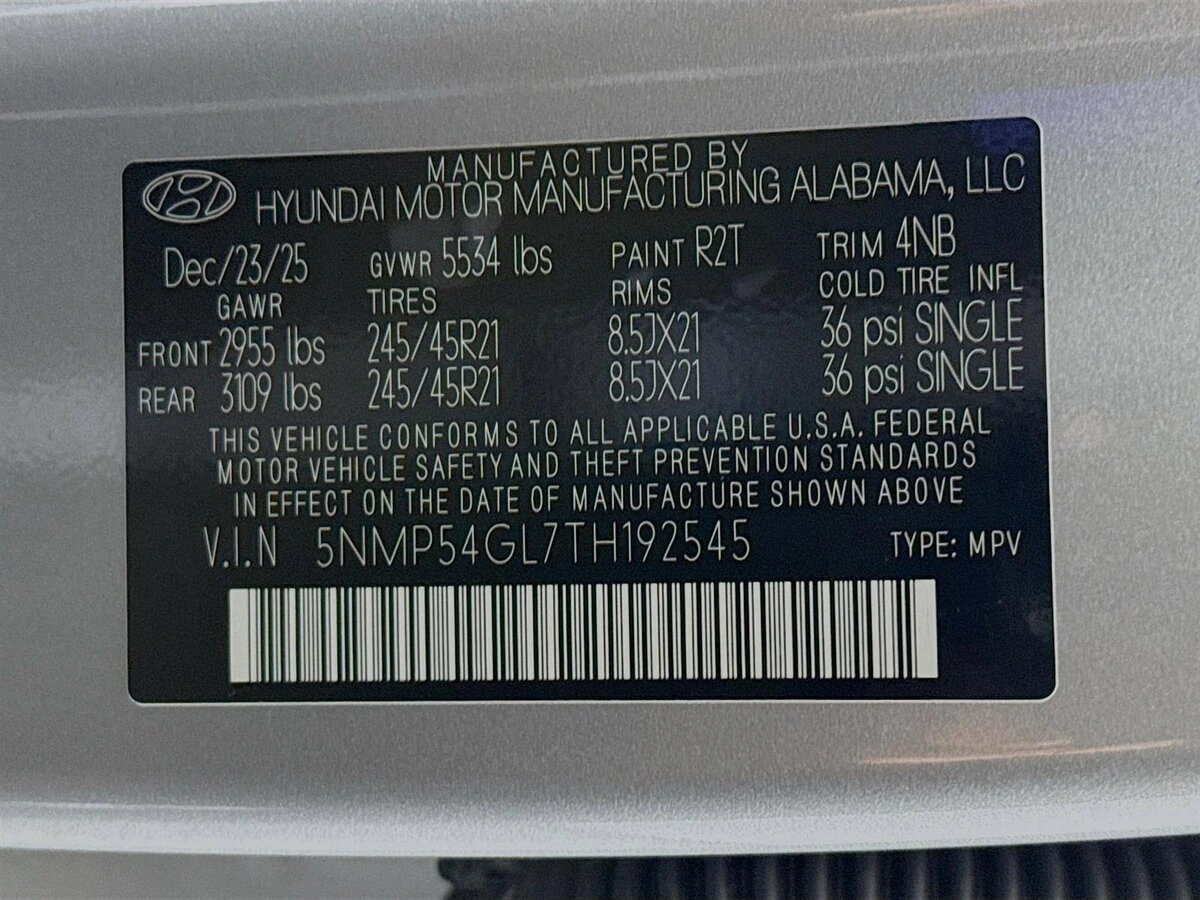 MANUFACTURED BY
HYUNDAI MOTOR MANUFACTURING ALABAMA, LLC
Dec/23/25 GVWR 5534 lbs PAINT R2T TRIM 4NB
GAWR TIRES RIMS COLD TIRE INFL
FRONT 2955 lbs 245/45R21 8.5JX21 36 psi SINGLE
REAR 3109 lbs 245/45R21 8.5JX21 36 psi SINGLE
THIS VEHICLE CONFORMS TO ALL APPLICABLE U.S.A. FEDERAL
MOTOR VEHICLE SAFETY AND THEFT PREVENTION STANDARDS
IN EFFECT ON THE DATE OF MANUFACTURE SHOWN ABOVE
V.I.N 5NMP54GL7TH192545 TYPE: MPV